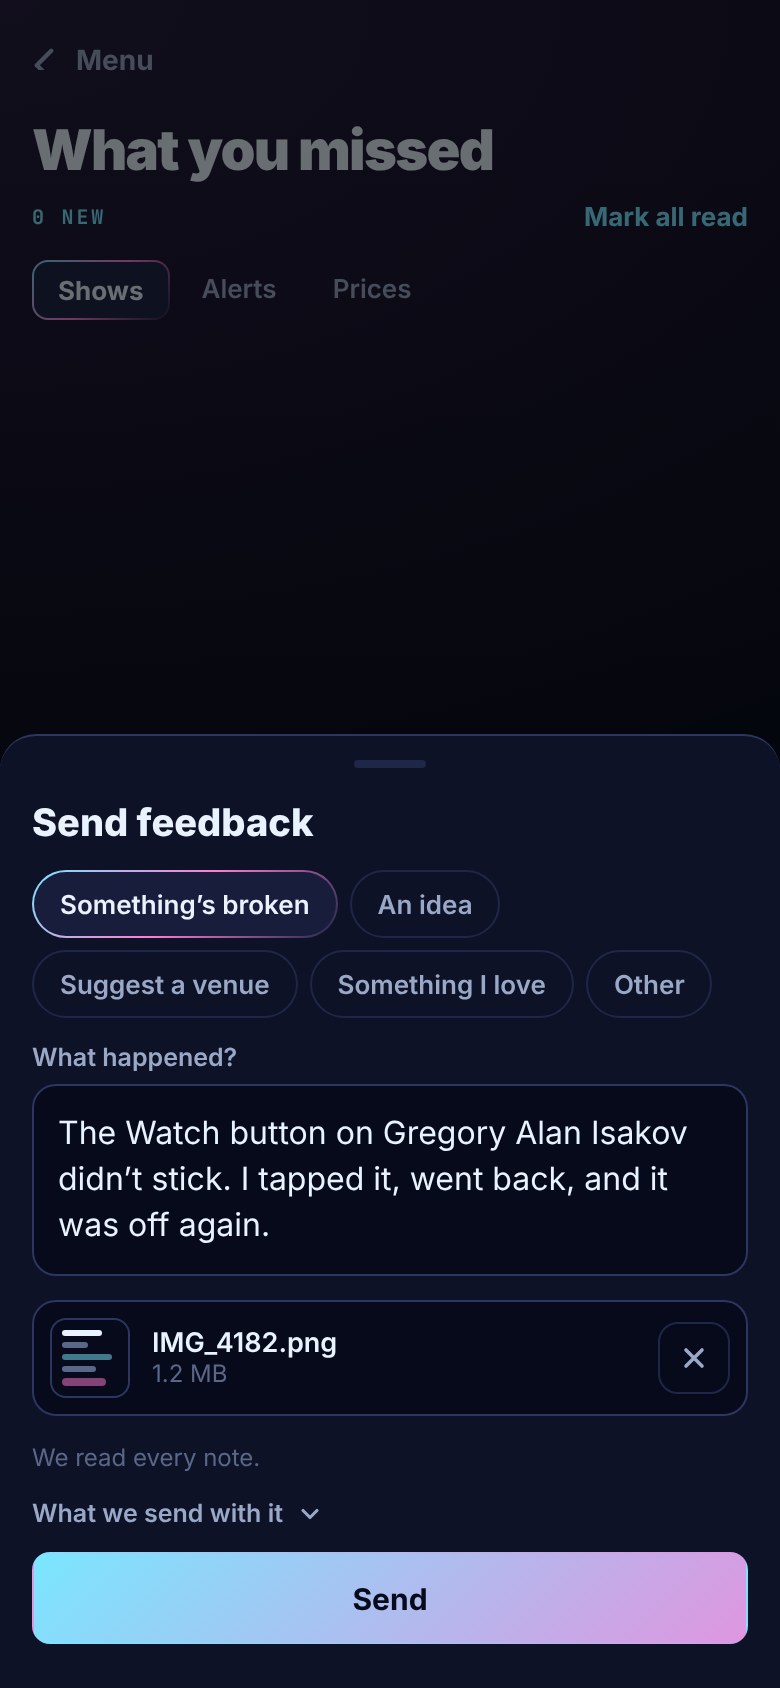 Menu
What you missed
0 NEW
Mark all read
Shows
Alerts
Prices
Send feedback
Something’s broken
An idea
Suggest a venue
Something I love
Other
What happened?
The Watch button on Gregory Alan Isakov
didn’t stick. I tapped it, went back, and it
was off again.
IMG_4182.png
1.2 MB
We read every note.
What we send with it
Send